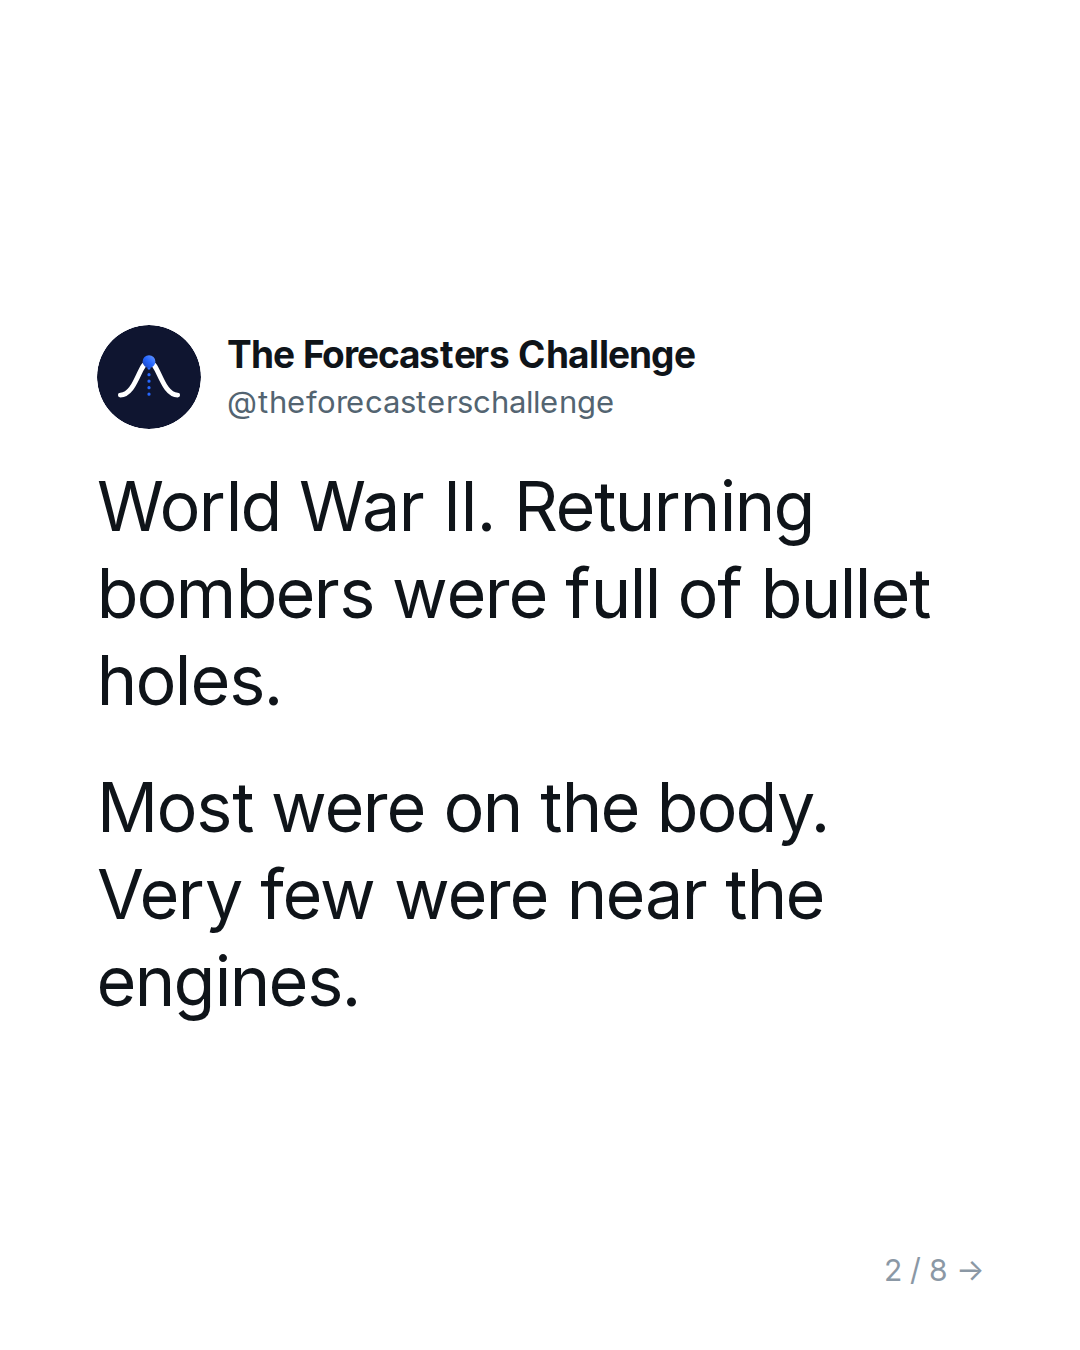 The Forecasters Challenge
@theforecasterschallenge
World War II. Returning
bombers were full of bullet
holes.
Most were on the body.
Very few were near the
engines.
2 / 8 →